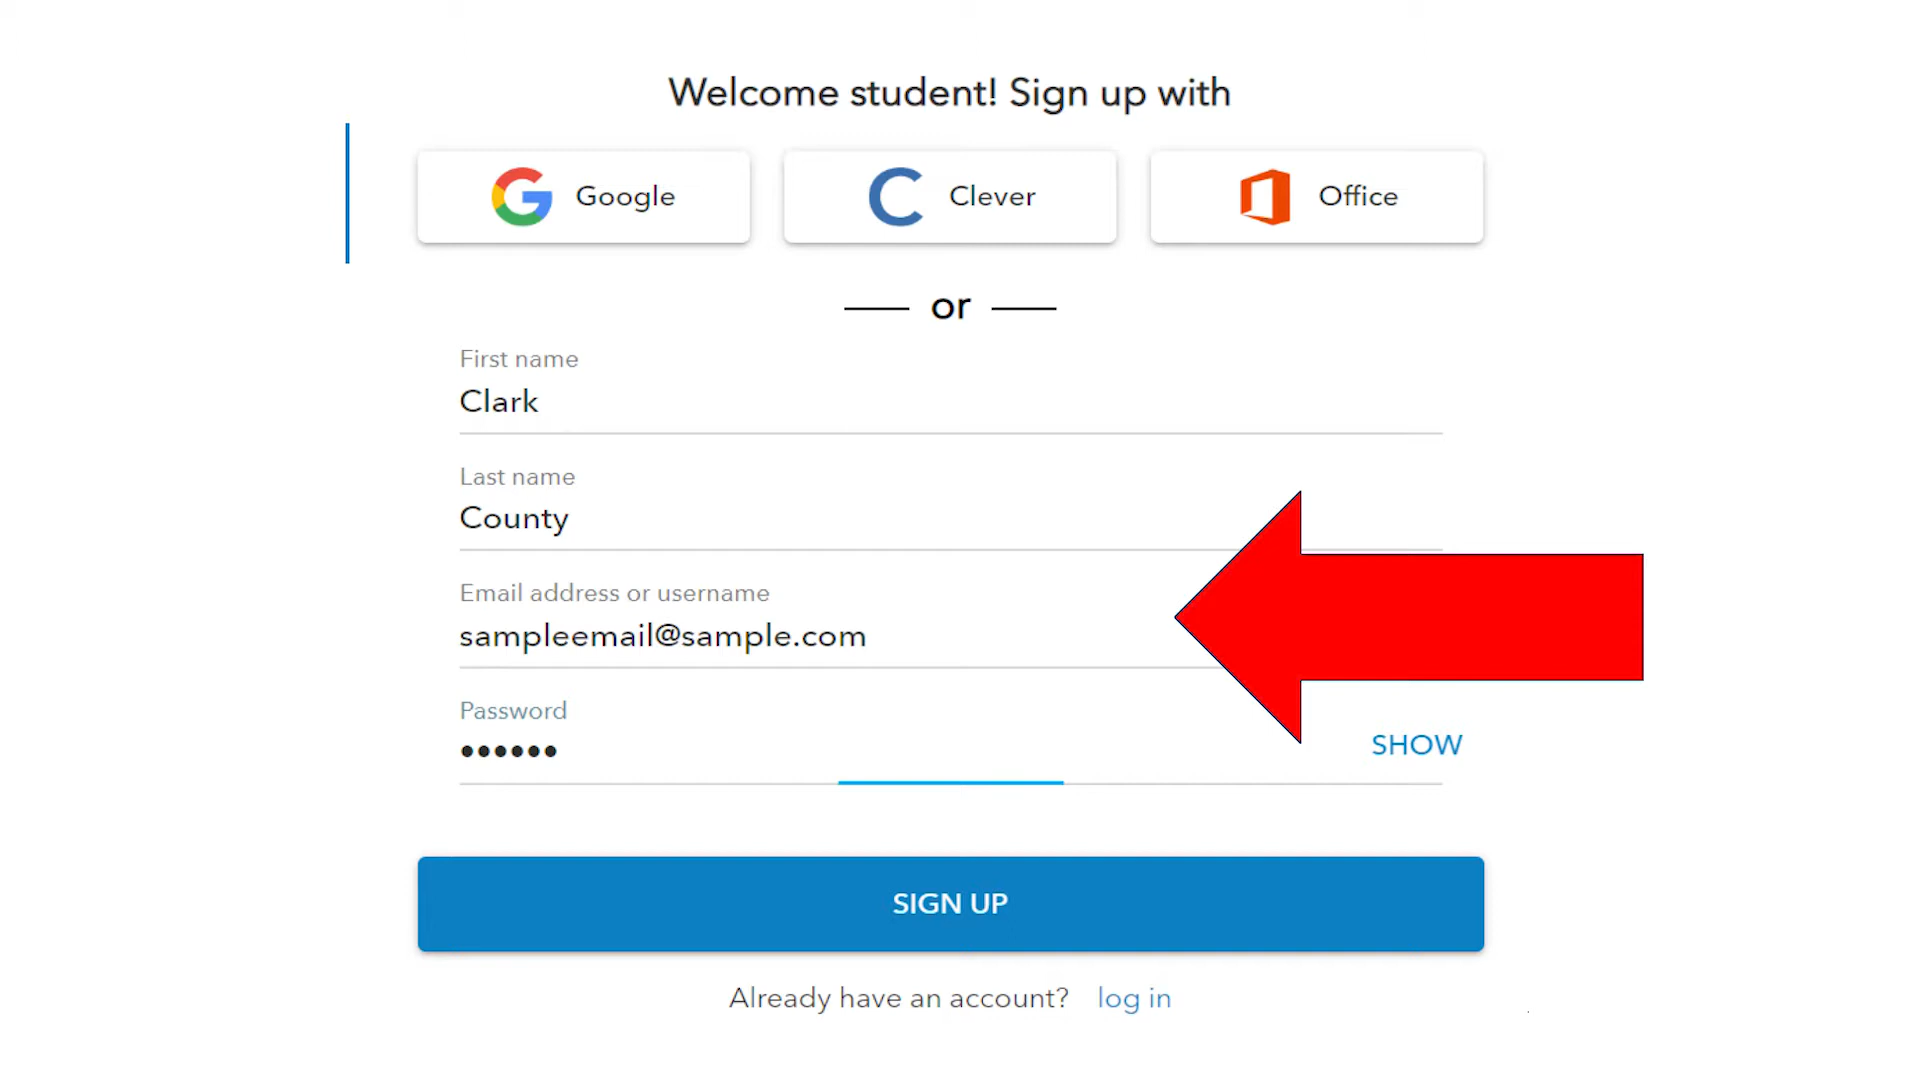 Welcome student! Sign up with
Google
Clever
Office
or
First name
Clark
Last name
County
Email address or username
sampleemail@sample.com
Password
••••••
SHOW
SIGN UP
Already have an account? log in